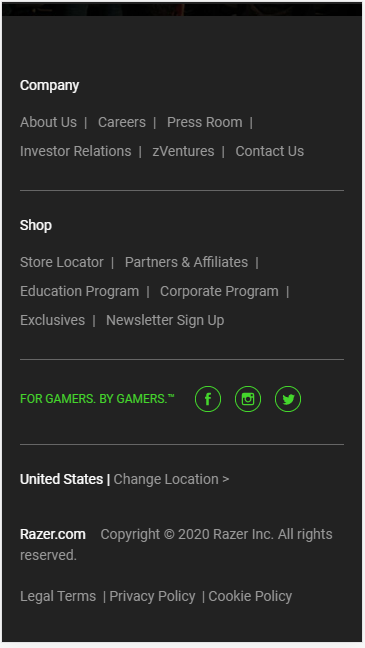 Company
About Us | Careers | Press Room |
Investor Relations | zVentures | Contact Us
Shop
Store Locator | Partners & Affiliates |
Education Program | Corporate Program |
Exclusives | Newsletter Sign Up
FOR GAMERS. BY GAMERS.™
United States | Change Location >
Razer.com Copyright © 2020 Razer Inc. All rights
reserved.
Legal Terms | Privacy Policy | Cookie Policy